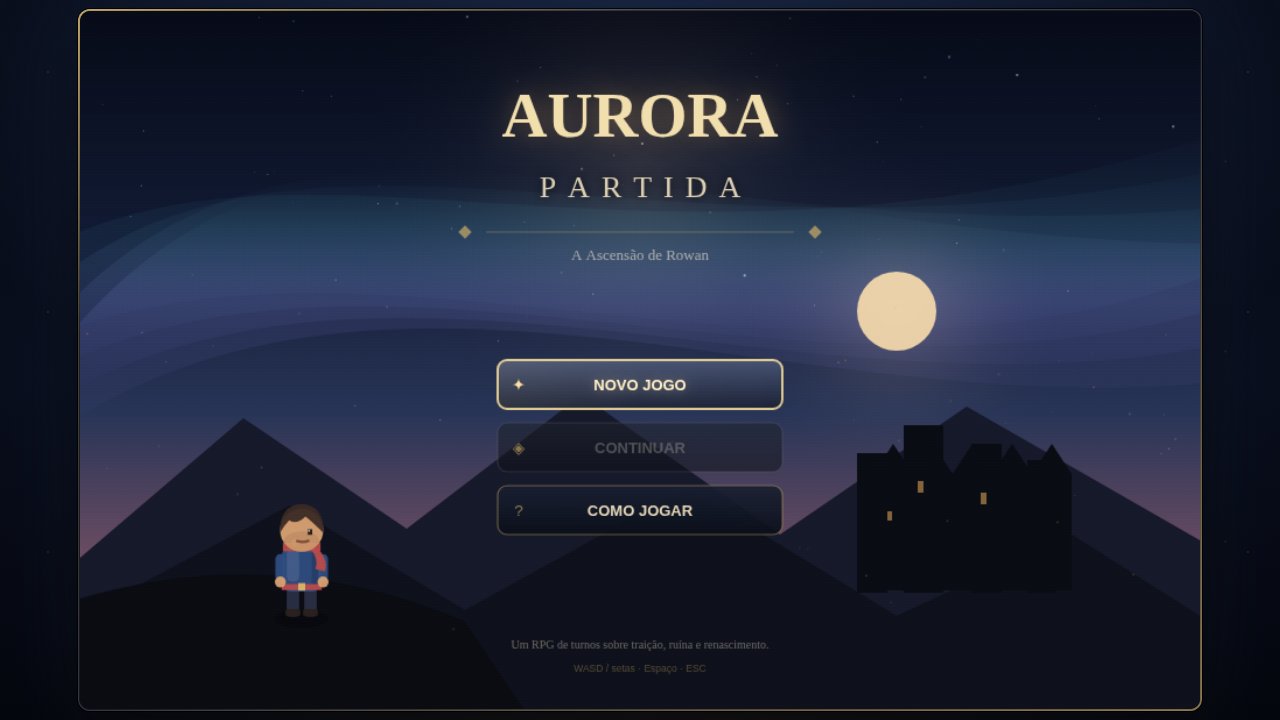 AURORA
PARTIDA
A Ascensão de Rowan
✦ NOVO JOGO
◈ CONTINUAR
? COMO JOGAR
Um RPG de turnos sobre traição, ruína e renascimento.
WASD / setas · Espaço · ESC